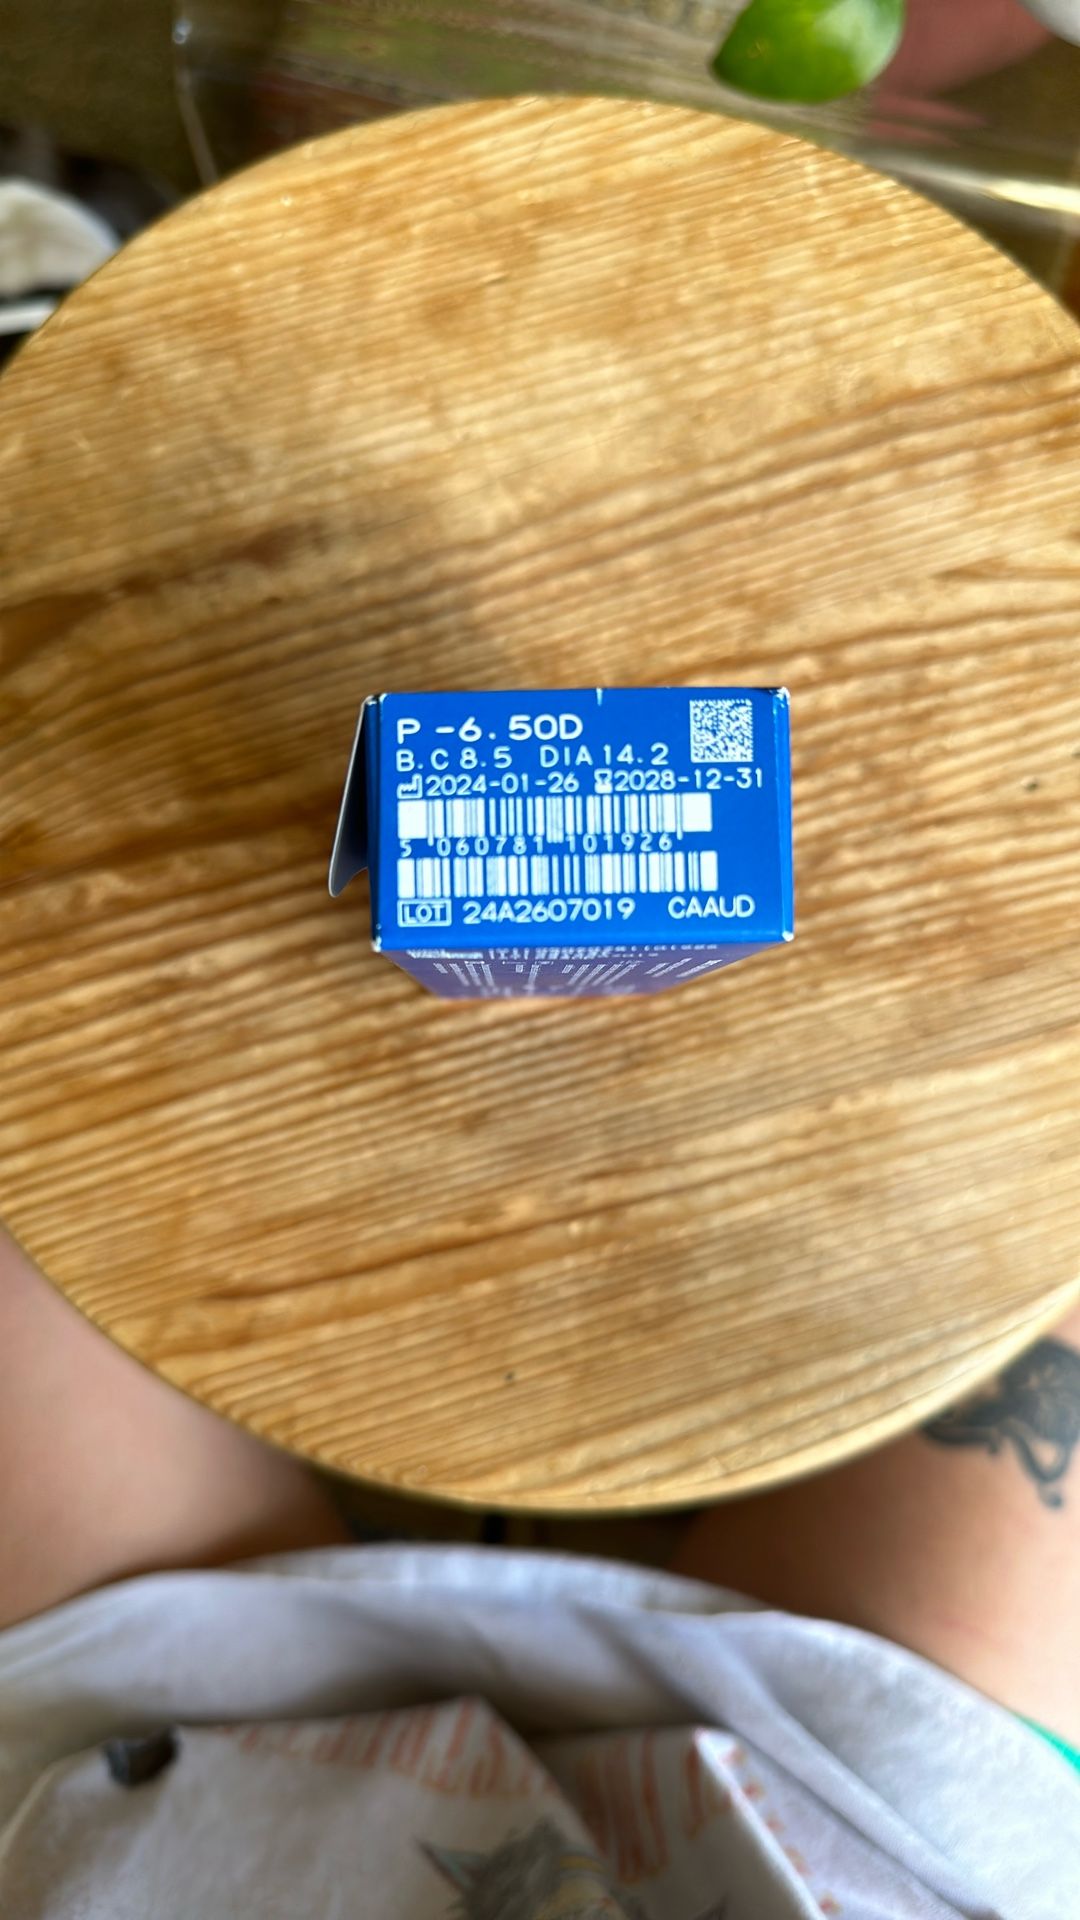 P -6.50D
B.C 8.5 DIA 14.2
2024-01-26 2028-12-31
5 060781 101926
LOT 24A2607019 CAAUD